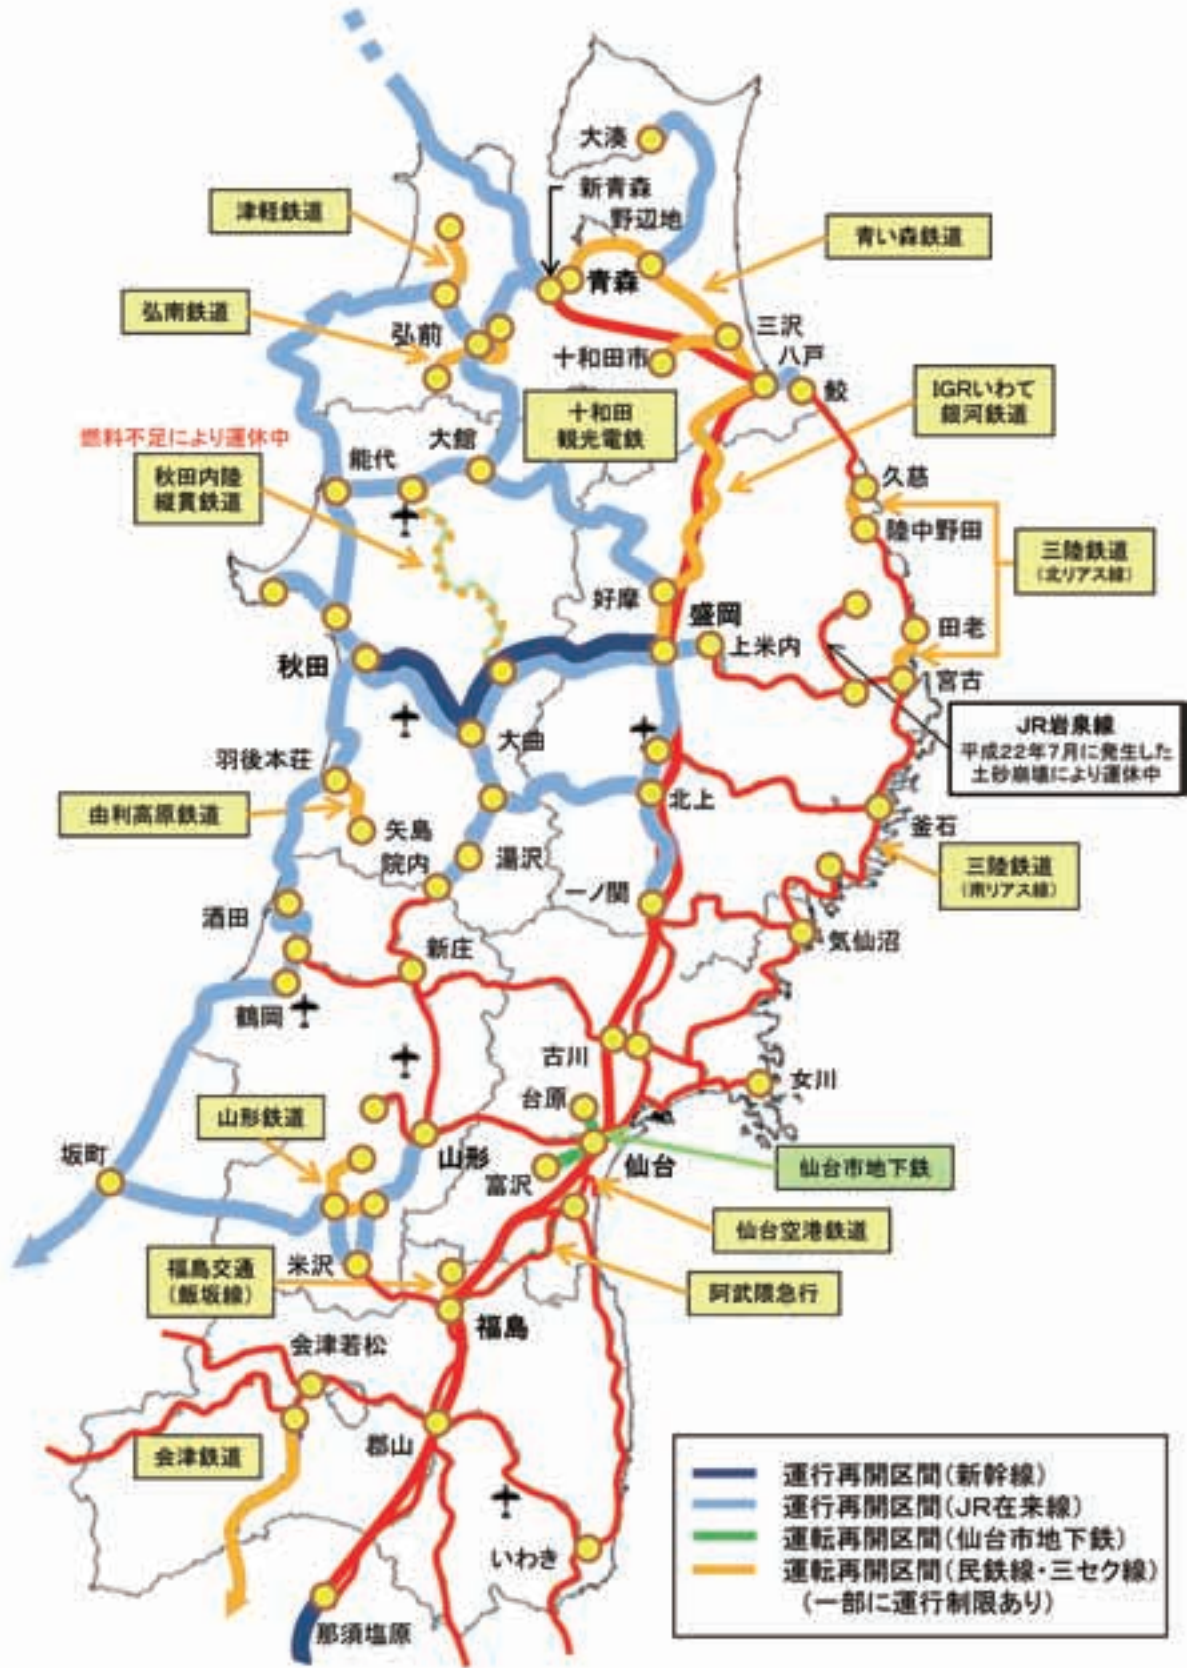 大湊
新青森
野辺地
津軽鉄道
青い森鉄道
青森
弘南鉄道
弘前
三沢
八戸
十和田市
鮫
IGRいわて
銀河鉄道
十和田
観光電鉄
燃料不足により運休中
大館
能代
秋田内陸
縦貫鉄道
久慈
陸中野田
三陸鉄道
(北リアス線)
好摩
盛岡
上米内
田老
秋田
宮古
JR岩泉線
平成22年7月に発生した
土砂崩壊により運休中
大曲
羽後本荘
北上
由利高原鉄道
矢島
釜石
院内
湯沢
三陸鉄道
(南リアス線)
一ノ関
酒田
気仙沼
新庄
鶴岡
古川
女川
台原
山形鉄道
坂町
山形
仙台
仙台市地下鉄
富沢
仙台空港鉄道
福島交通
(飯坂線)
米沢
阿武隈急行
福島
会津若松
会津鉄道
郡山
いわき
那須塩原
運行再開区間(新幹線)
運行再開区間(JR在来線)
運転再開区間(仙台市地下鉄)
運転再開区間(民鉄線・三セク線)
(一部に運行制限あり)